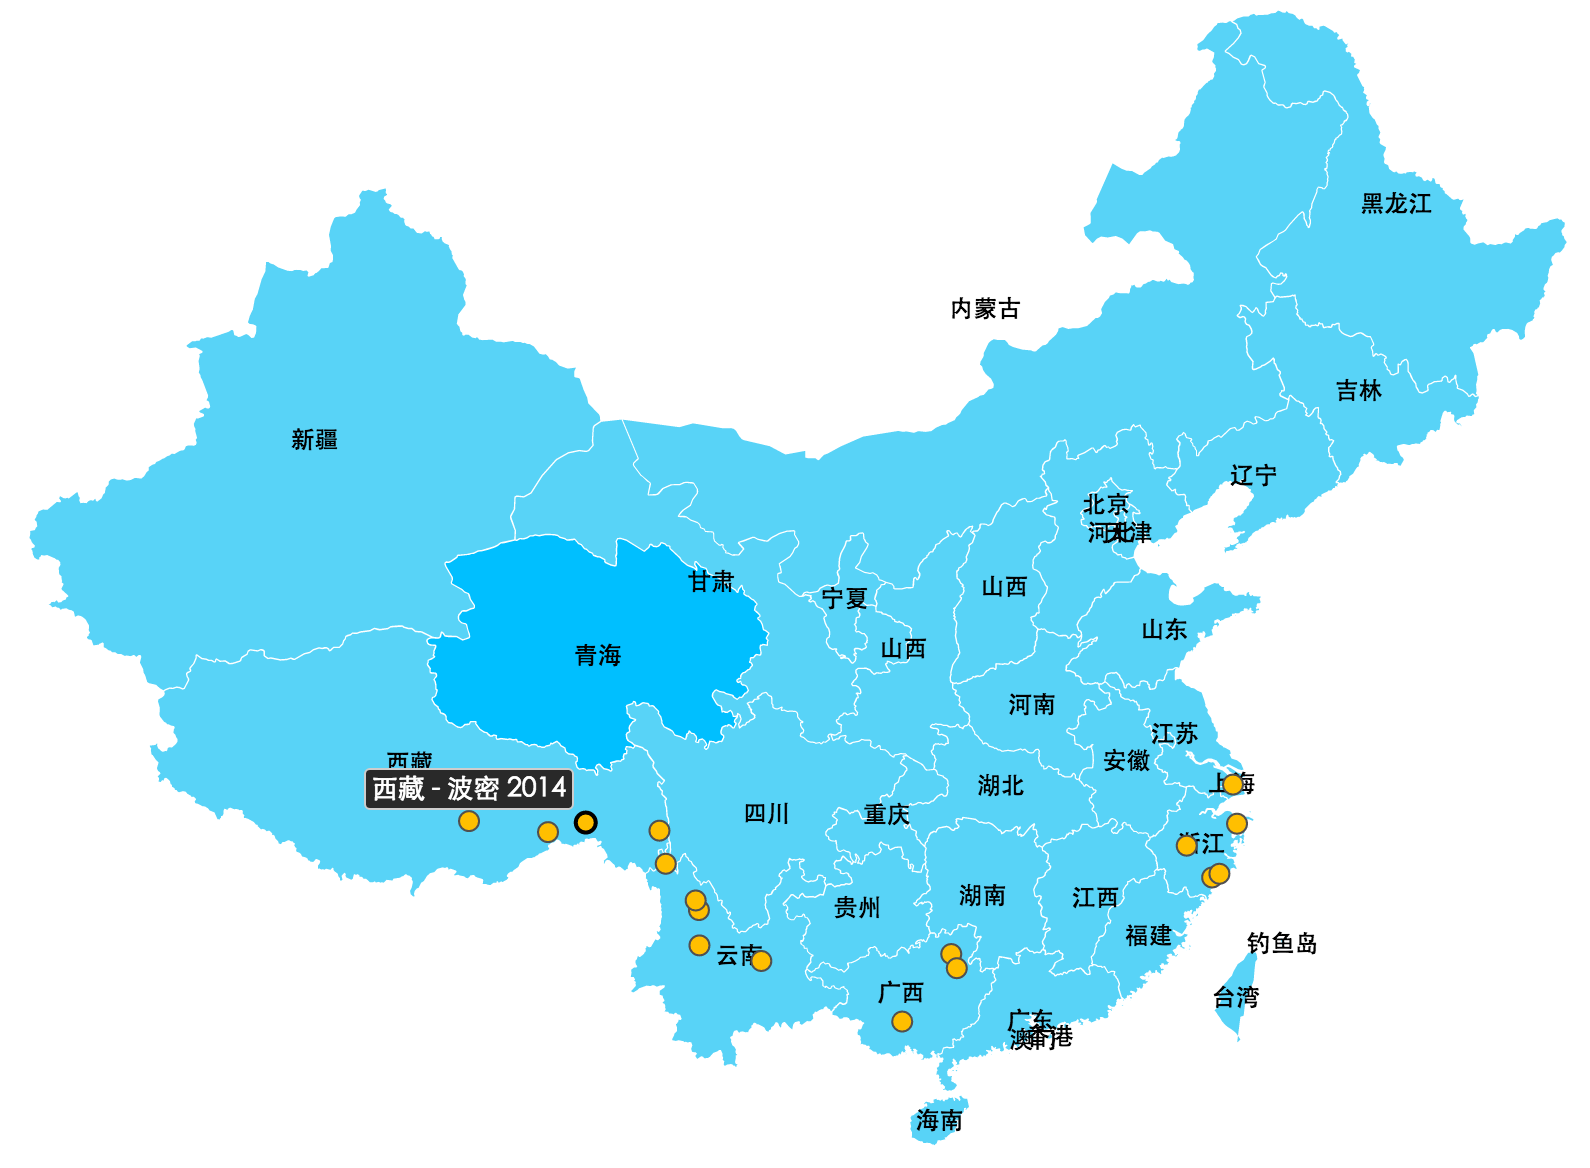 黑龙江
内蒙古
吉林
新疆
辽宁
北京
河北
天津
甘肃
山西
宁夏
山东
山西
青海
河南
江苏
西藏
安徽
上海
湖北
西藏 - 波密 2014
四川
重庆
浙江
湖南
江西
贵州
福建
钓鱼岛
云南
广西
台湾
广东
香港
澳门
海南